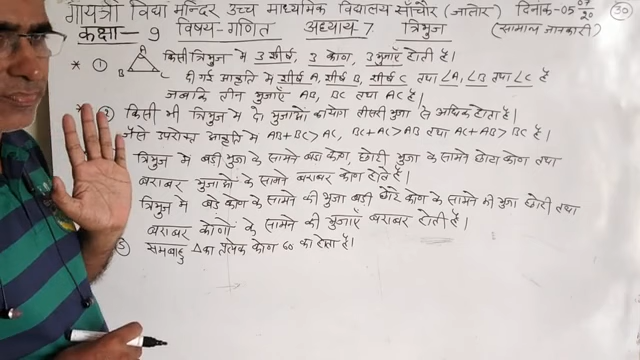 गायत्री विद्या मन्दिर उच्च माध्यमिक विद्यालय साँचौर (जालोर) दिनांक-05/07/20 (30)
कक्षा- 9 विषय-गणित अध्याय-7. त्रिभुज (सामान्य जानकारी)
* ① A B C किसी त्रिभुज में 3 शीर्ष, 3 कोण, 3 भुजाएँ होती है।
दी गई आकृति में शीर्ष A, शीर्ष B, शीर्ष C तथा ∠A, ∠B तथा ∠C है
जबकि तीन भुजाएँ AB, BC तथा AC है।
* ② किसी भी त्रिभुज में दो भुजाओं का योग तीसरी भुजा से अधिक होता है।
जैसे उपरोक्त आकृति में AB+BC>AC, BC+AC>AB तथा AC+AB>BC है।
त्रिभुज में बडी भुजा के सामने बडा कोण, छोटी भुजा के सामने छोटा कोण तथा
बराबर भुजाओं के सामने बराबर कोण होते है।
त्रिभुज में बडे कोण के सामने की भुजा बडी छोटे कोण के सामने की भुजा छोटी तथा
बराबर कोणों के सामने की भुजाएँ बराबर होती है।
⑤ समबाहु △ का प्रत्येक कोण 60 का होता है।